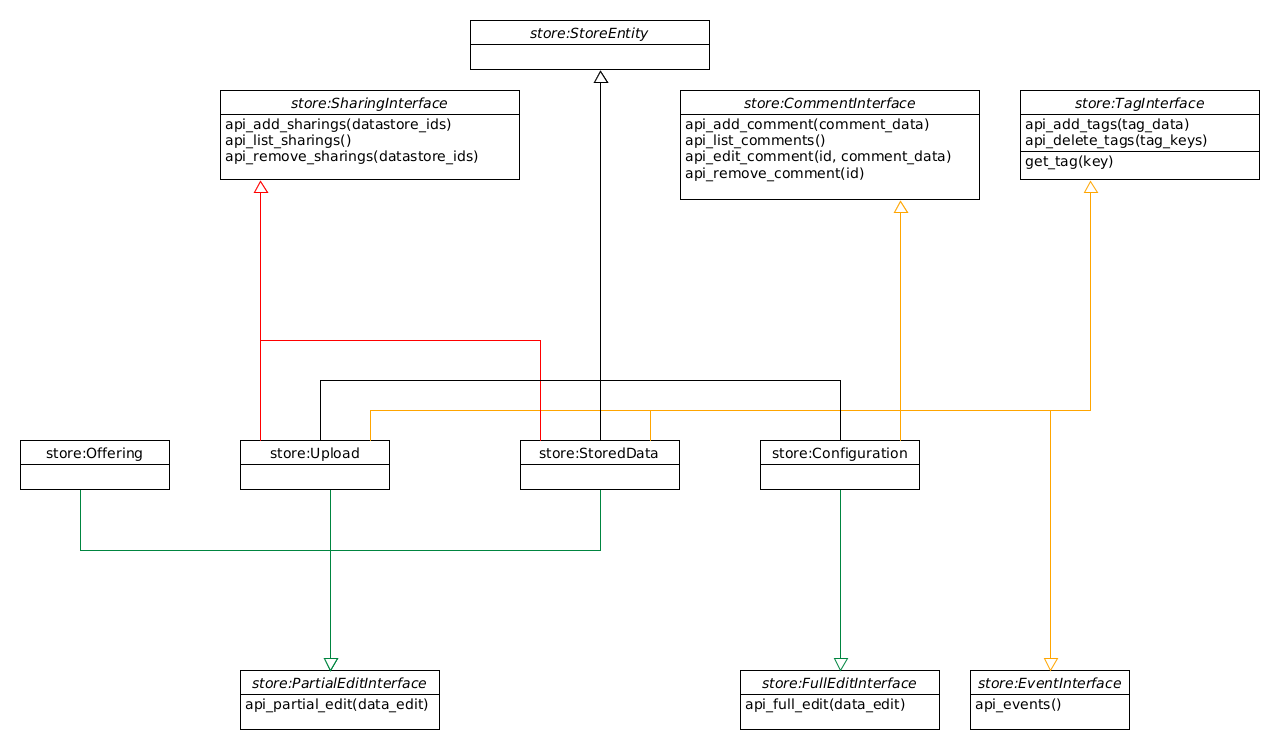 store:StoreEntity
store:SharingInterface
api_add_sharings(datastore_ids)
api_list_sharings()
api_remove_sharings(datastore_ids)
store:CommentInterface
api_add_comment(comment_data)
api_list_comments()
api_edit_comment(id, comment_data)
api_remove_comment(id)
store:TagInterface
api_add_tags(tag_data)
api_delete_tags(tag_keys)
get_tag(key)
store:Offering
store:Upload
store:StoredData
store:Configuration
store:PartialEditInterface
api_partial_edit(data_edit)
store:FullEditInterface
api_full_edit(data_edit)
store:EventInterface
api_events()